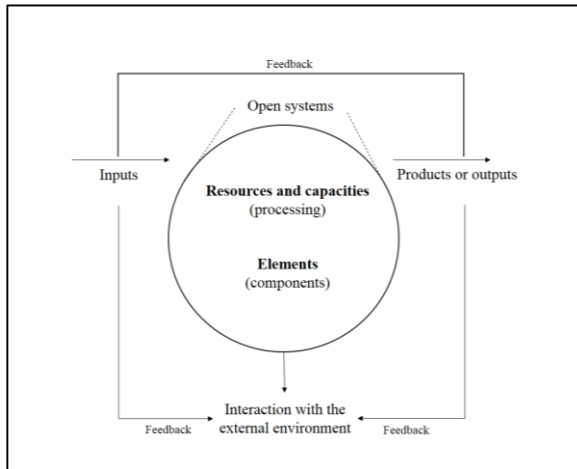 Feedback
Open systems
Inputs
Products or outputs
Resources and capacities
(processing)
Elements
(components)
Interaction with the
external environment
Feedback
Feedback